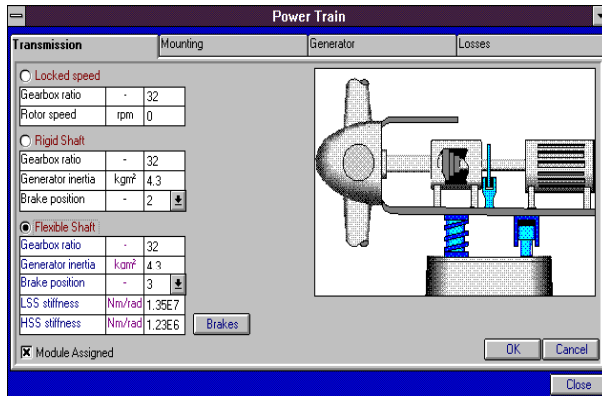 Power Train
Transmission Mounting Generator Losses
Locked speed
Gearbox ratio - 32
Rotor speed rpm 0
Rigid Shaft
Gearbox ratio - 32
Generator inertia kgm² 4.3
Brake position - 2
Flexible Shaft
Gearbox ratio - 32
Generator inertia kgm² 4.3
Brake position - 3
LSS stiffness Nm/rad 1.35E7
HSS stiffness Nm/rad 1.23E6 Brakes
Module Assigned OK Cancel
Close